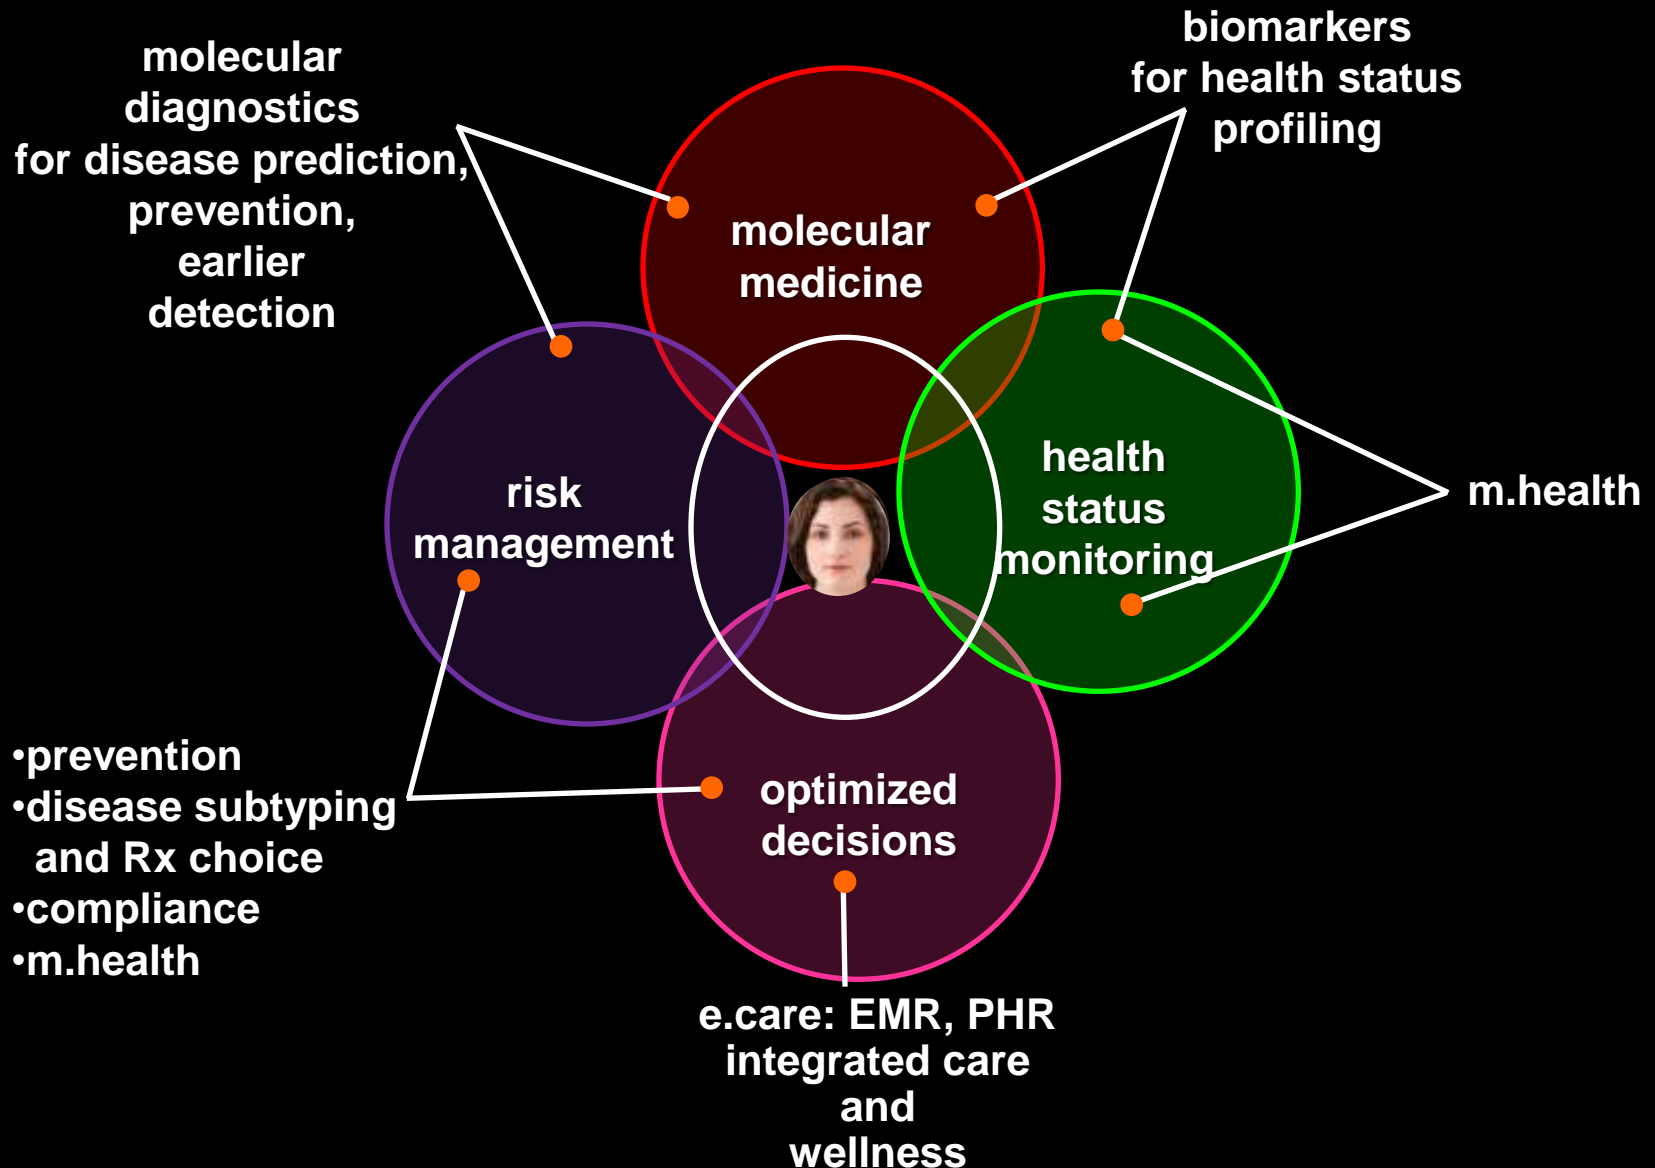 molecular
diagnostics
for disease prediction,
prevention,
earlier
detection
biomarkers
for health status
profiling
molecular
medicine
risk
management
health
status
monitoring
m.health
•prevention
•disease subtyping
and Rx choice
•compliance
•m.health
optimized
decisions
e.care: EMR, PHR
integrated care
and
wellness